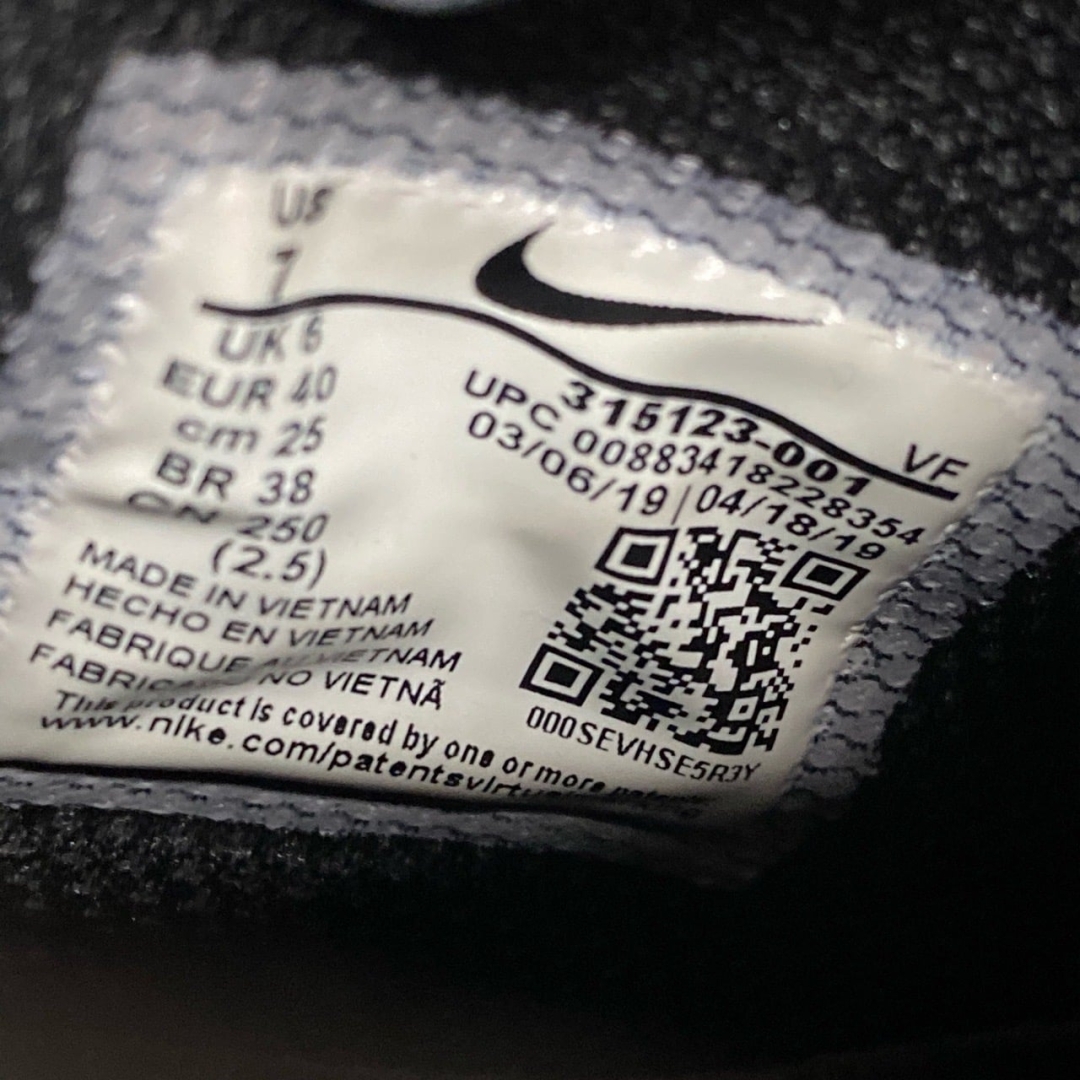 US
7
UK 6
EUR 40
cm 25
BR 38
CN 250
(2.5)
MADE IN VIETNAM
HECHO EN VIETNAM
FABRIQUE AU VIETNAM
NO VIETNÃ
This product is covered by one or more patents
www.nike.com/patents
315123-001 VF
UPC 00883418228354
03/06/19 | 04/18/19
000SEVHSE5R3Y